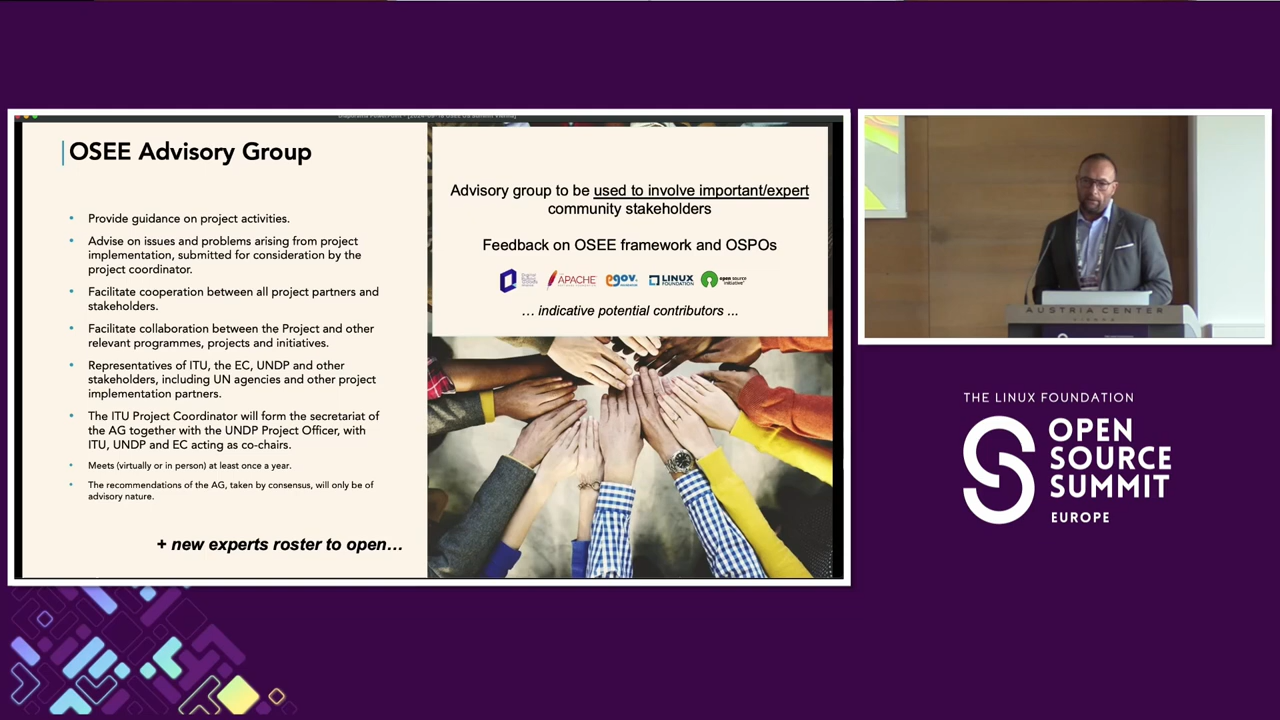 OSEE Advisory Group
• Provide guidance on project activities.
• Advise on issues and problems arising from project
implementation, submitted for consideration by the
project coordinator.
• Facilitate cooperation between all project partners and
stakeholders.
• Facilitate collaboration between the Project and other
relevant programmes, projects and initiatives.
• Representatives of ITU, the EC, UNDP and other
stakeholders, including UN agencies and other project
implementation partners.
• The ITU Project Coordinator will form the secretariat of
the AG together with the UNDP Project Officer, with
ITU, UNDP and EC acting as co-chairs.
• Meets (virtually or in person) at least once a year.
• The recommendations of the AG, taken by consensus, will only be of
advisory nature.
+ new experts roster to open...
Advisory group to be used to involve important/expert
community stakeholders
Feedback on OSEE framework and OSPOs
APACHE
egov.
LINUX
FOUNDATION
open source
initiative
... indicative potential contributors ...
AUSTRIA CENTER
THE LINUX FOUNDATION
OPEN
SOURCE
SUMMIT
EUROPE